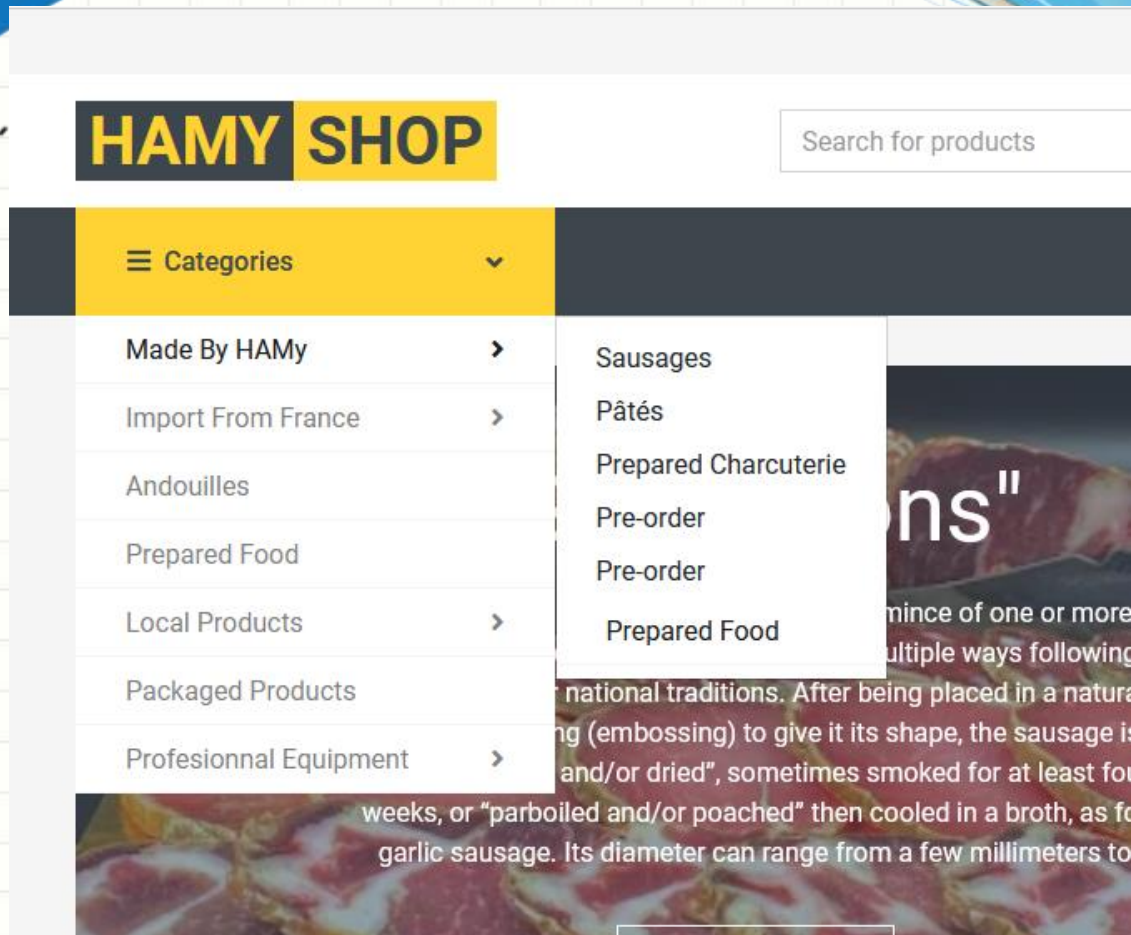 HAMY SHOP
Search for products
Categories
Made By HAMy
Import From France
Andouilles
Prepared Food
Local Products
Packaged Products
Profesionnal Equipment
Sausages
Pâtés
Prepared Charcuterie
Pre-order
Pre-order
Prepared Food
ns"
mince of one or more
ultiple ways following
national traditions. After being placed in a natura
ng (embossing) to give it its shape, the sausage is
and/or dried”, sometimes smoked for at least fou
weeks, or “parboiled and/or poached” then cooled in a broth, as fo
garlic sausage. Its diameter can range from a few millimeters to